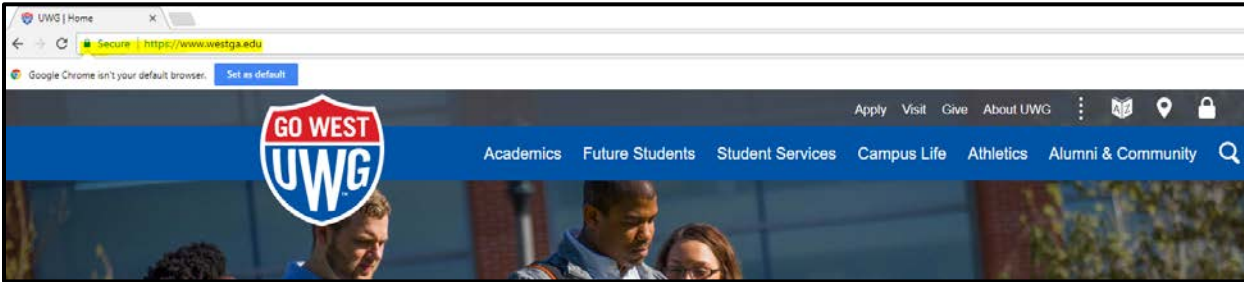 UWG | Home
Secure | https://www.westga.edu
Google Chrome isn't your default browser. Set as default
Apply Visit Give About UWG
A Z
GO WEST
UWG
Academics Future Students Student Services Campus Life Athletics Alumni & Community